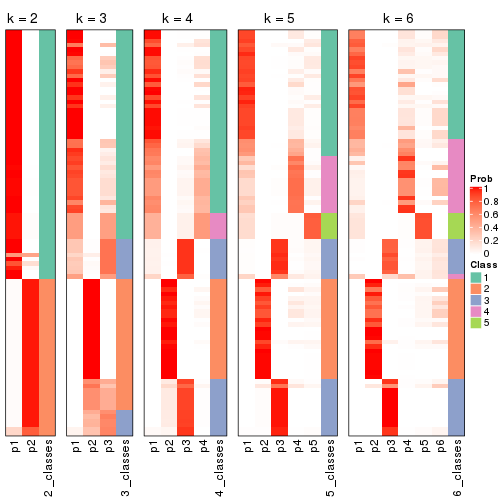 k = 2
k = 3
k = 4
k = 5
k = 6
p1
p2
2_classes
p1
p2
p3
3_classes
p1
p2
p3
p4
4_classes
p1
p2
p3
p4
p5
5_classes
p1
p2
p3
p4
p5
p6
6_classes
Prob
1
0.8
0.6
0.4
0.2
0
Class
1
2
3
4
5